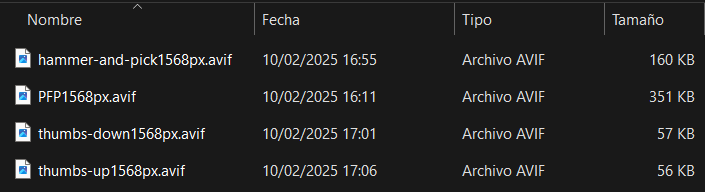 Nombre Fecha Tipo Tamaño
hammer-and-pick1568px.avif 10/02/2025 16:55 Archivo AVIF 160 KB
PFP1568px.avif 10/02/2025 16:11 Archivo AVIF 351 KB
thumbs-down1568px.avif 10/02/2025 17:01 Archivo AVIF 57 KB
thumbs-up1568px.avif 10/02/2025 17:06 Archivo AVIF 56 KB